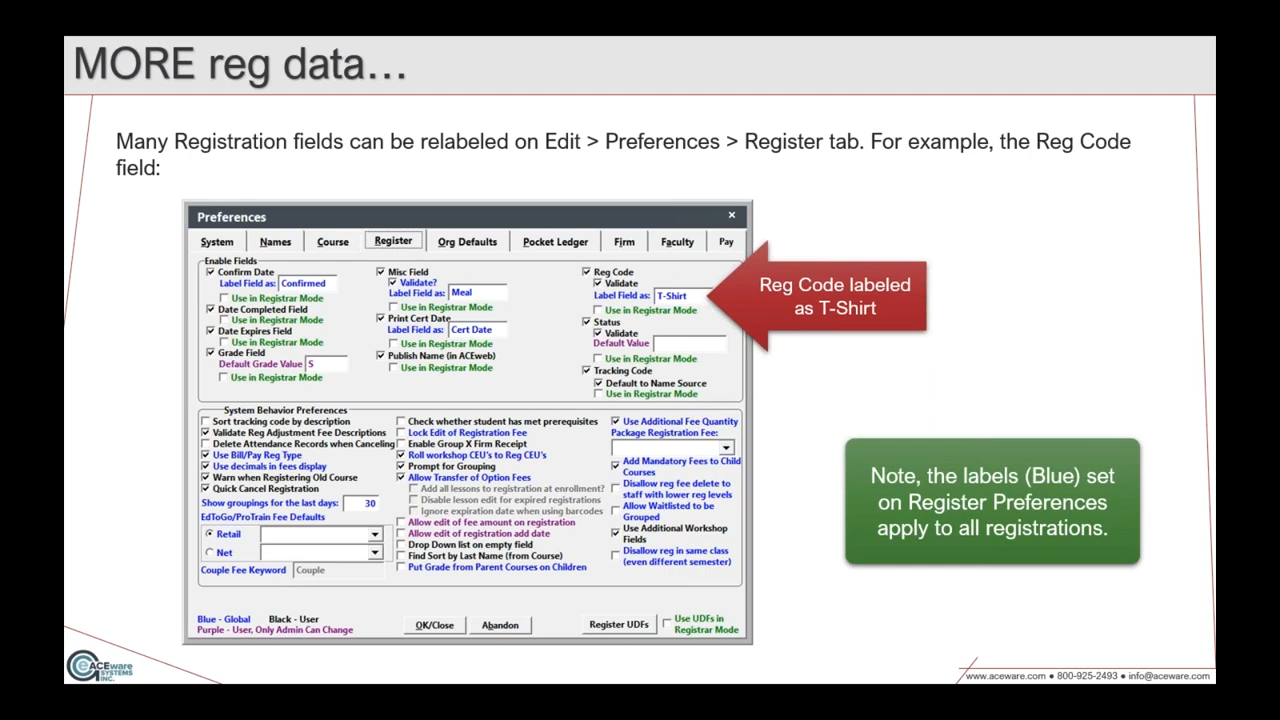 MORE reg data…
Many Registration fields can be relabeled on Edit > Preferences > Register tab. For example, the Reg Code
field:
Preferences
×
System Names Course Register Org Defaults Pocket Ledger Firm Faculty Pay
Enable Fields
Confirm Date
Label Field as: Confirmed
Use in Registrar Mode
Date Completed Field
Use in Registrar Mode
Date Expires Field
Use in Registrar Mode
Grade Field
Default Grade Value S
Use in Registrar Mode
Misc Field
Validate?
Label Field as: Meal
Use in Registrar Mode
Print Cert Date
Label Field as: Cert Date
Use in Registrar Mode
Publish Name (in ACEweb)
Use in Registrar Mode
Reg Code
Validate
Label Field as: T-Shirt
Use in Registrar Mode
Status
Validate
Default Value
Use in Registrar Mode
Tracking Code
Default to Name Source
Use in Registrar Mode
Reg Code labeled
as T-Shirt
System Behavior Preferences
Sort tracking code by description
Validate Reg Adjustment Fee Descriptions
Delete Attendance Records when Canceling
Use Bill/Pay Reg Type
Use decimals in fees display
Warn when Registering Old Course
Quick Cancel Registration
Show groupings for the last days: 30
EdToGo/ProTrain Fee Defaults
Retail
Net
Couple Fee Keyword Couple
Check whether student has met prerequisites
Lock Edit of Registration Fee
Enable Group X Firm Receipt
Roll workshop CEU's to Reg CEU's
Prompt for Grouping
Allow Transfer of Option Fees
Add all lessons to registration at enrollment?
Disable lesson edit for expired registrations
Ignore expiration date when using barcodes
Allow edit of fee amount on registration
Allow edit of registration add date
Drop Down list on empty field
Find Sort by Last Name (from Course)
Put Grade from Parent Courses on Children
Use Additional Fee Quantity
Package Registration Fee:
Add Mandatory Fees to Child
Courses
Disallow reg fee delete to
staff with lower reg levels
Allow Waitlisted to be
Grouped
Use Additional Workshop
Fields
Disallow reg in same class
(even different semester)
Note, the labels (Blue) set
on Register Preferences
apply to all registrations.
Blue - Global Black - User
Purple - User, Only Admin Can Change
OK/Close
Abandon
Register UDFs
Use UDFs in
Registrar Mode
ACEware
SYSTEMS
INC.
www.aceware.com ● 800-925-2493 ● info@aceware.com